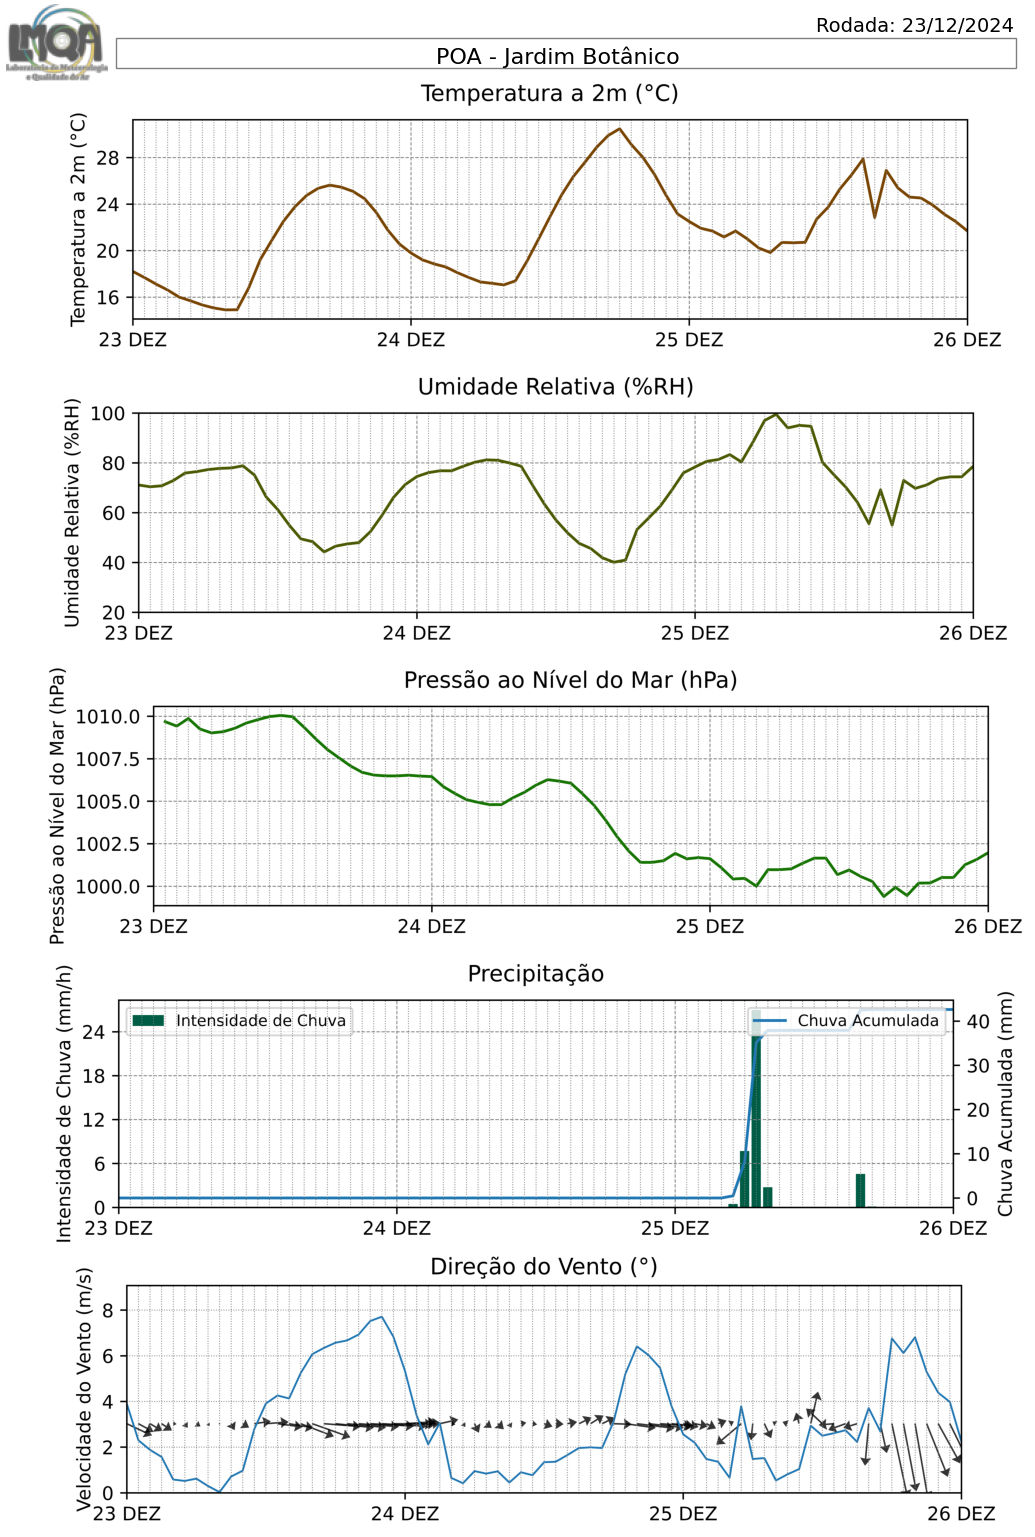 LMQA
Laboratório de Meteorologia
e Qualidade do Ar
Rodada: 23/12/2024
POA - Jardim Botânico
Temperatura a 2m (°C)
Temperatura a 2m (°C)
28
24
20
16
23 DEZ 24 DEZ 25 DEZ 26 DEZ
Umidade Relativa (%RH)
Umidade Relativa (%RH)
100
80
60
40
20
23 DEZ 24 DEZ 25 DEZ 26 DEZ
Pressão ao Nível do Mar (hPa)
Pressão ao Nível do Mar (hPa)
1010.0
1007.5
1005.0
1002.5
1000.0
23 DEZ 24 DEZ 25 DEZ 26 DEZ
Precipitação
Intensidade de Chuva (mm/h)
Intensidade de Chuva
Chuva Acumulada
24
18
12
6
0
40
30
20
10
0
Chuva Acumulada (mm)
23 DEZ 24 DEZ 25 DEZ 26 DEZ
Direção do Vento (°)
Velocidade do Vento (m/s)
8
6
4
2
0
23 DEZ 24 DEZ 25 DEZ 26 DEZ